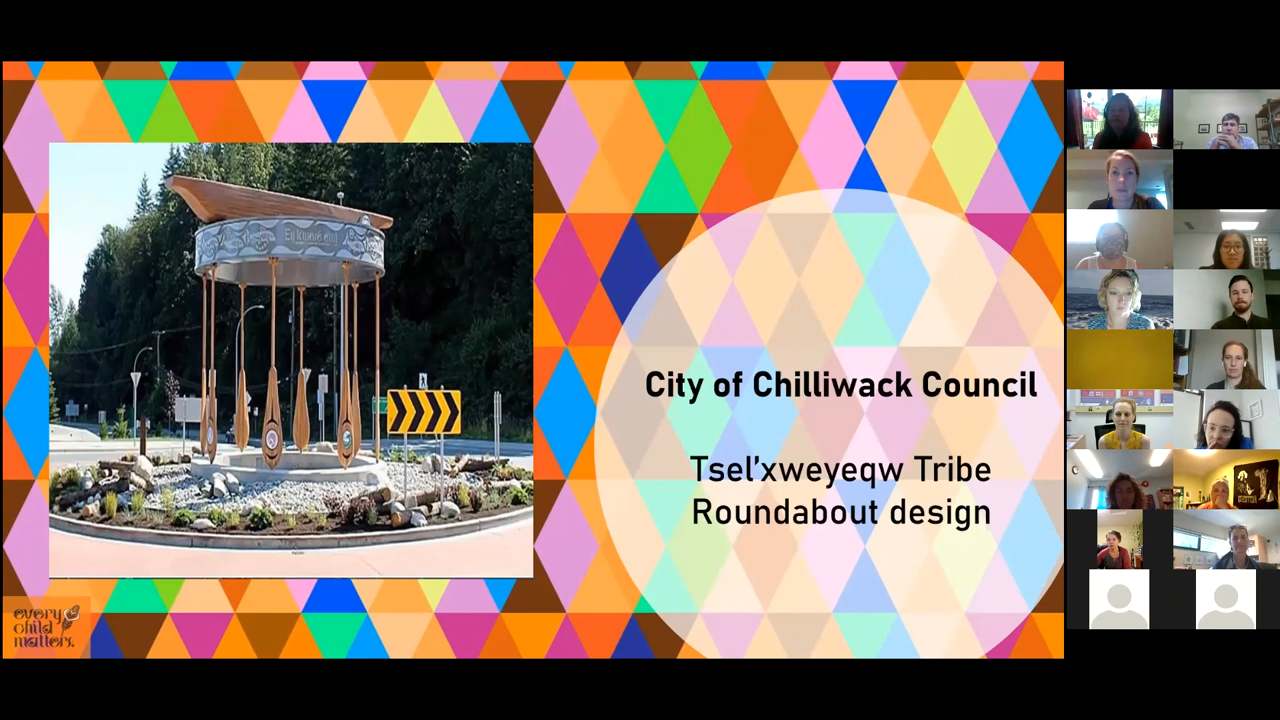 City of Chilliwack Council
Tsel'xweyeqw Tribe
Roundabout design
every
child
matters.